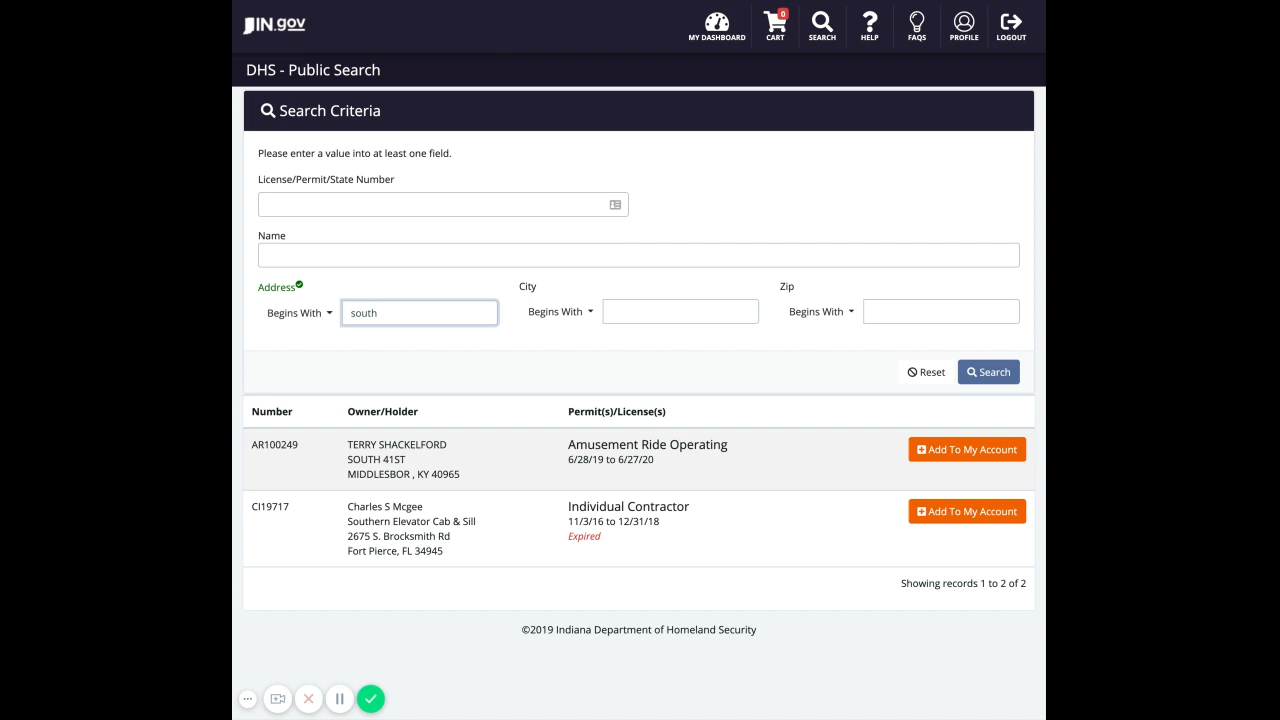 IN.gov
MY DASHBOARD
0
CART
SEARCH
HELP
FAQS
PROFILE
LOGOUT
DHS - Public Search
Search Criteria
Please enter a value into at least one field.
License/Permit/State Number
Name
Address City Zip
Begins With south Begins With Begins With
Reset Search
Number Owner/Holder Permit(s)/License(s)
AR100249 TERRY SHACKELFORD Amusement Ride Operating Add To My Account
SOUTH 41ST 6/28/19 to 6/27/20
MIDDLESBOR , KY 40965
CI19717 Charles S Mcgee Individual Contractor Add To My Account
Southern Elevator Cab & Sill 11/3/16 to 12/31/18
2675 S. Brocksmith Rd Expired
Fort Pierce, FL 34945
Showing records 1 to 2 of 2
©2019 Indiana Department of Homeland Security